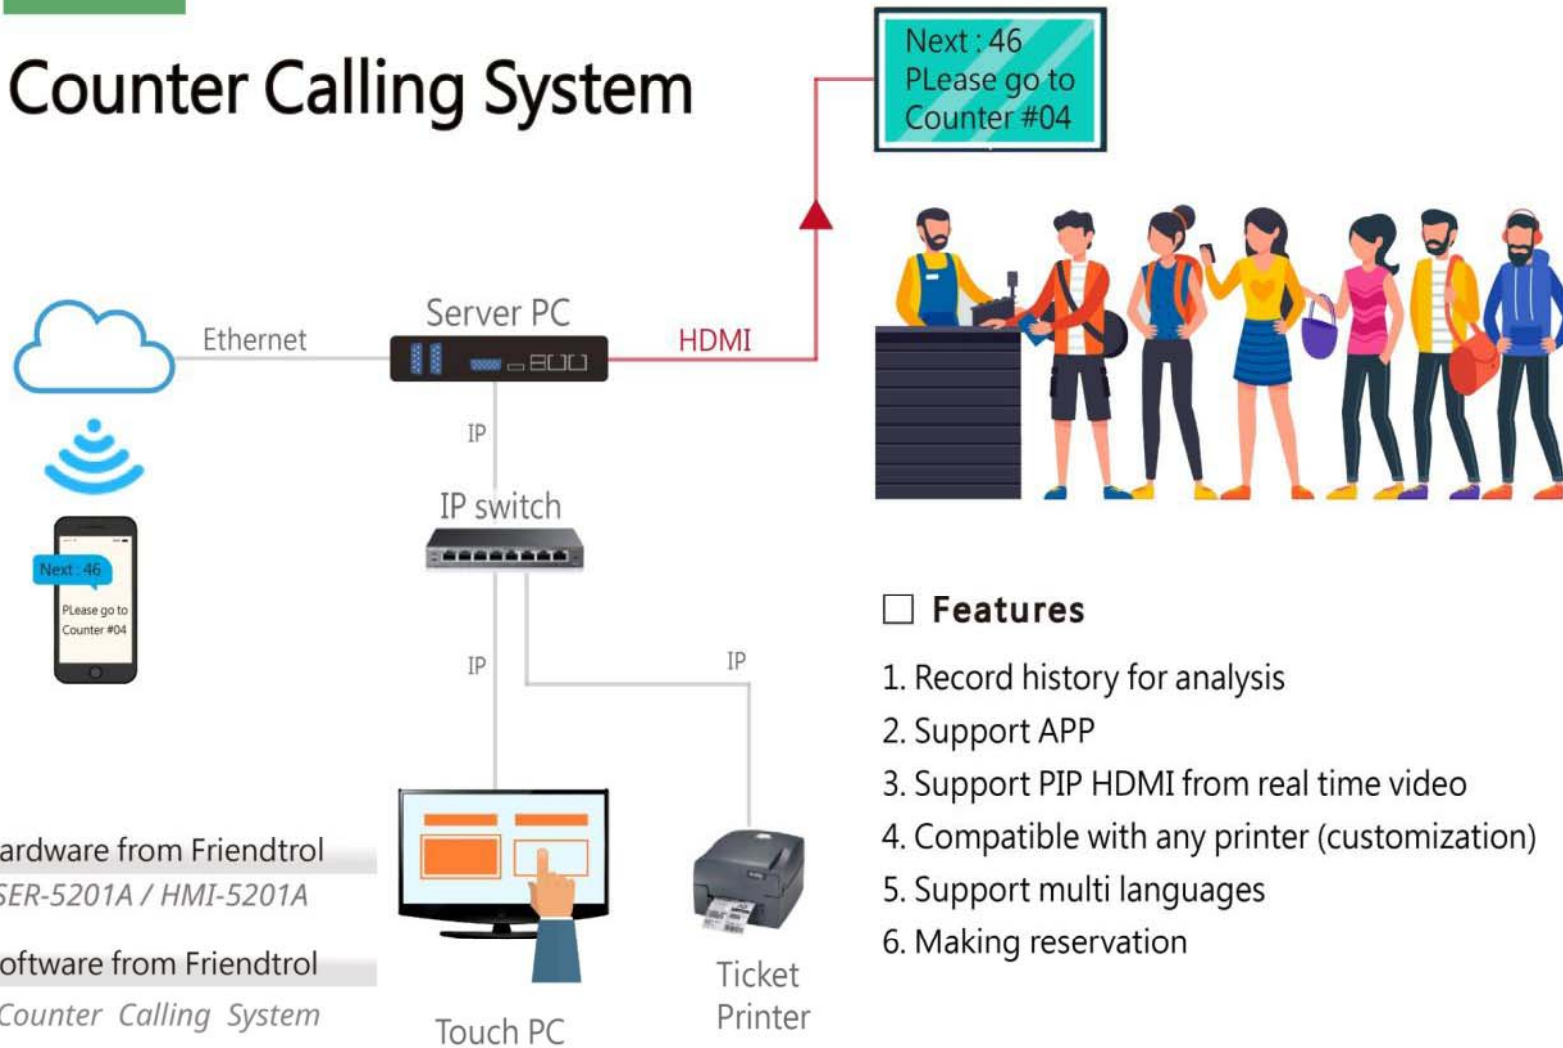 Counter Calling System
Next : 46
PLease go to
Counter #04
Ethernet
Server PC
HDMI
IP
IP switch
Next : 46
PLease go to
Counter #04
IP
IP
ardware from Friendtrol
SER-5201A / HMI-5201A
oftware from Friendtrol
Counter Calling System
Touch PC
Ticket
Printer
Features
1. Record history for analysis
2. Support APP
3. Support PIP HDMI from real time video
4. Compatible with any printer (customization)
5. Support multi languages
6. Making reservation